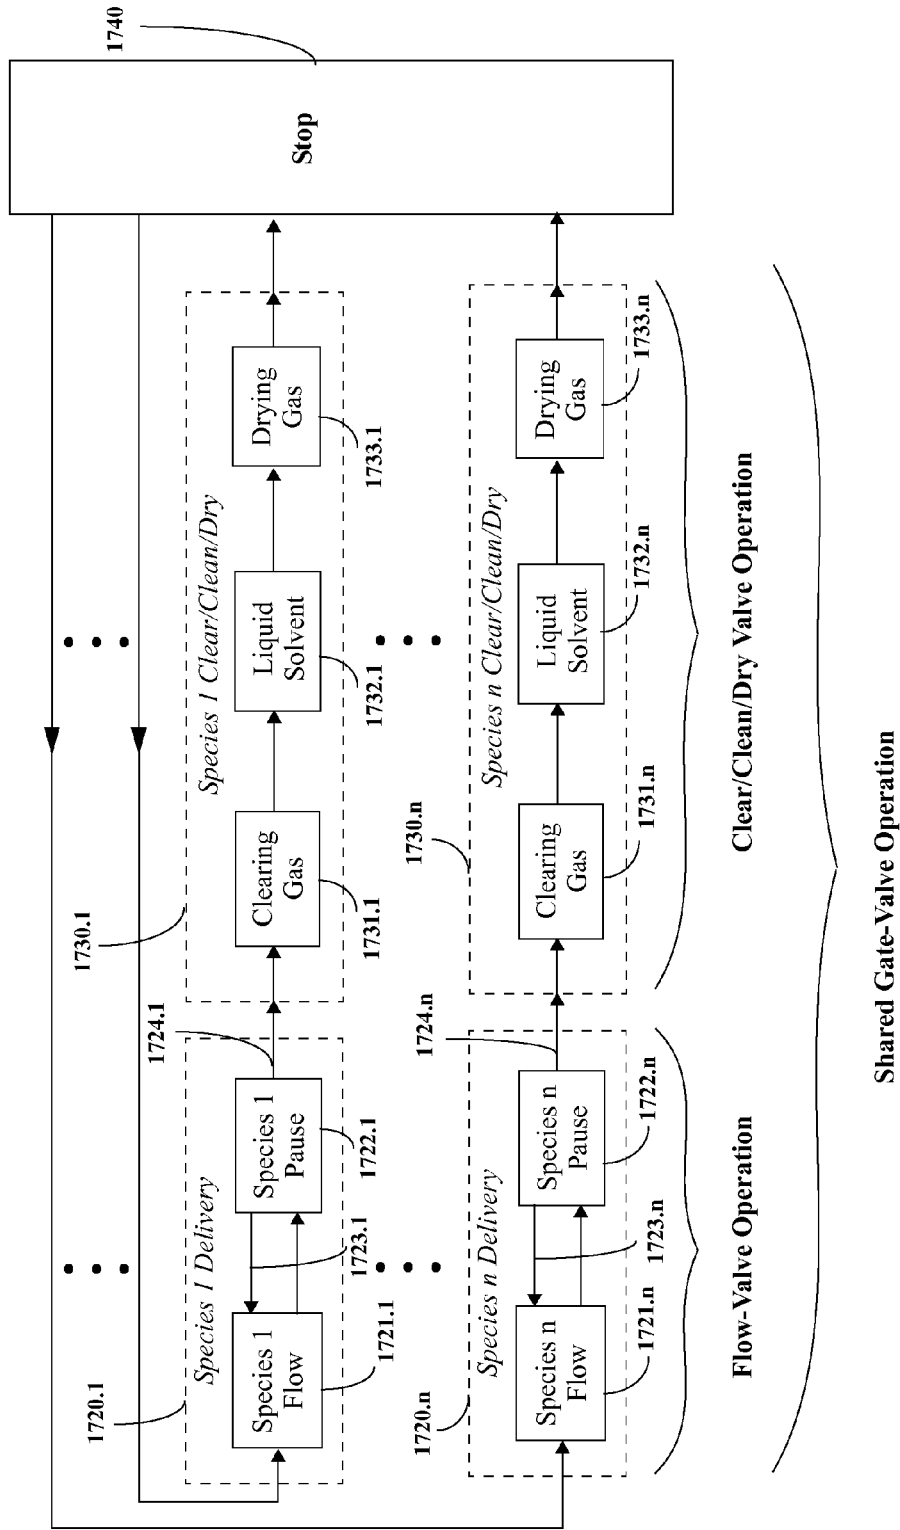 1740
Stop
1720.1
Species 1 Delivery
Species 1
Flow
1721.1
1723.1
Species 1
Pause
1722.1
1724.1
1730.1
Species 1 Clear/Clean/Dry
Clearing
Gas
1731.1
Liquid
Solvent
1732.1
Drying
Gas
1733.1
1720.n
Species n Delivery
Species n
Flow
1721.n
1723.n
Species n
Pause
1722.n
1724.n
1730.n
Species n Clear/Clean/Dry
Clearing
Gas
1731.n
Liquid
Solvent
1732.n
Drying
Gas
1733.n
Flow-Valve Operation
Clear/Clean/Dry Valve Operation
Shared Gate-Valve Operation